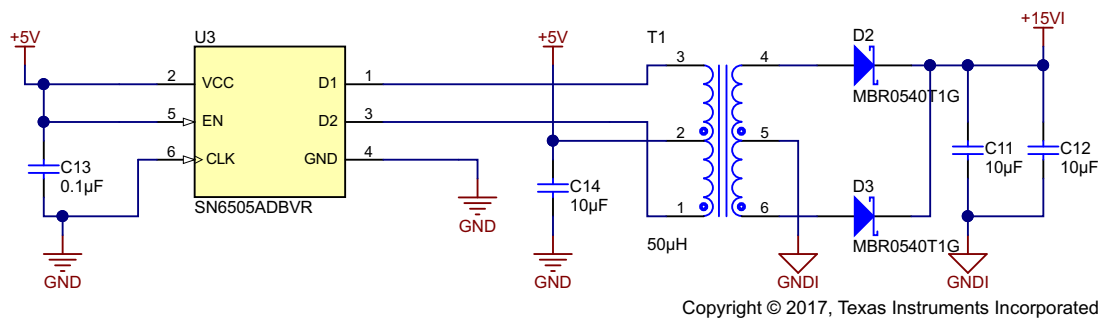 +5V
U3
2
VCC
D1
1
5
EN
D2
3
6
CLK
GND
4
SN6505ADBVR
C13
0.1µF
GND
GND
+5V
C14
10µF
GND
T1
3
4
2
5
1
6
50µH
D2
MBR0540T1G
D3
MBR0540T1G
GNDI
+15VI
C11
10µF
C12
10µF
GNDI
Copyright © 2017, Texas Instruments Incorporated